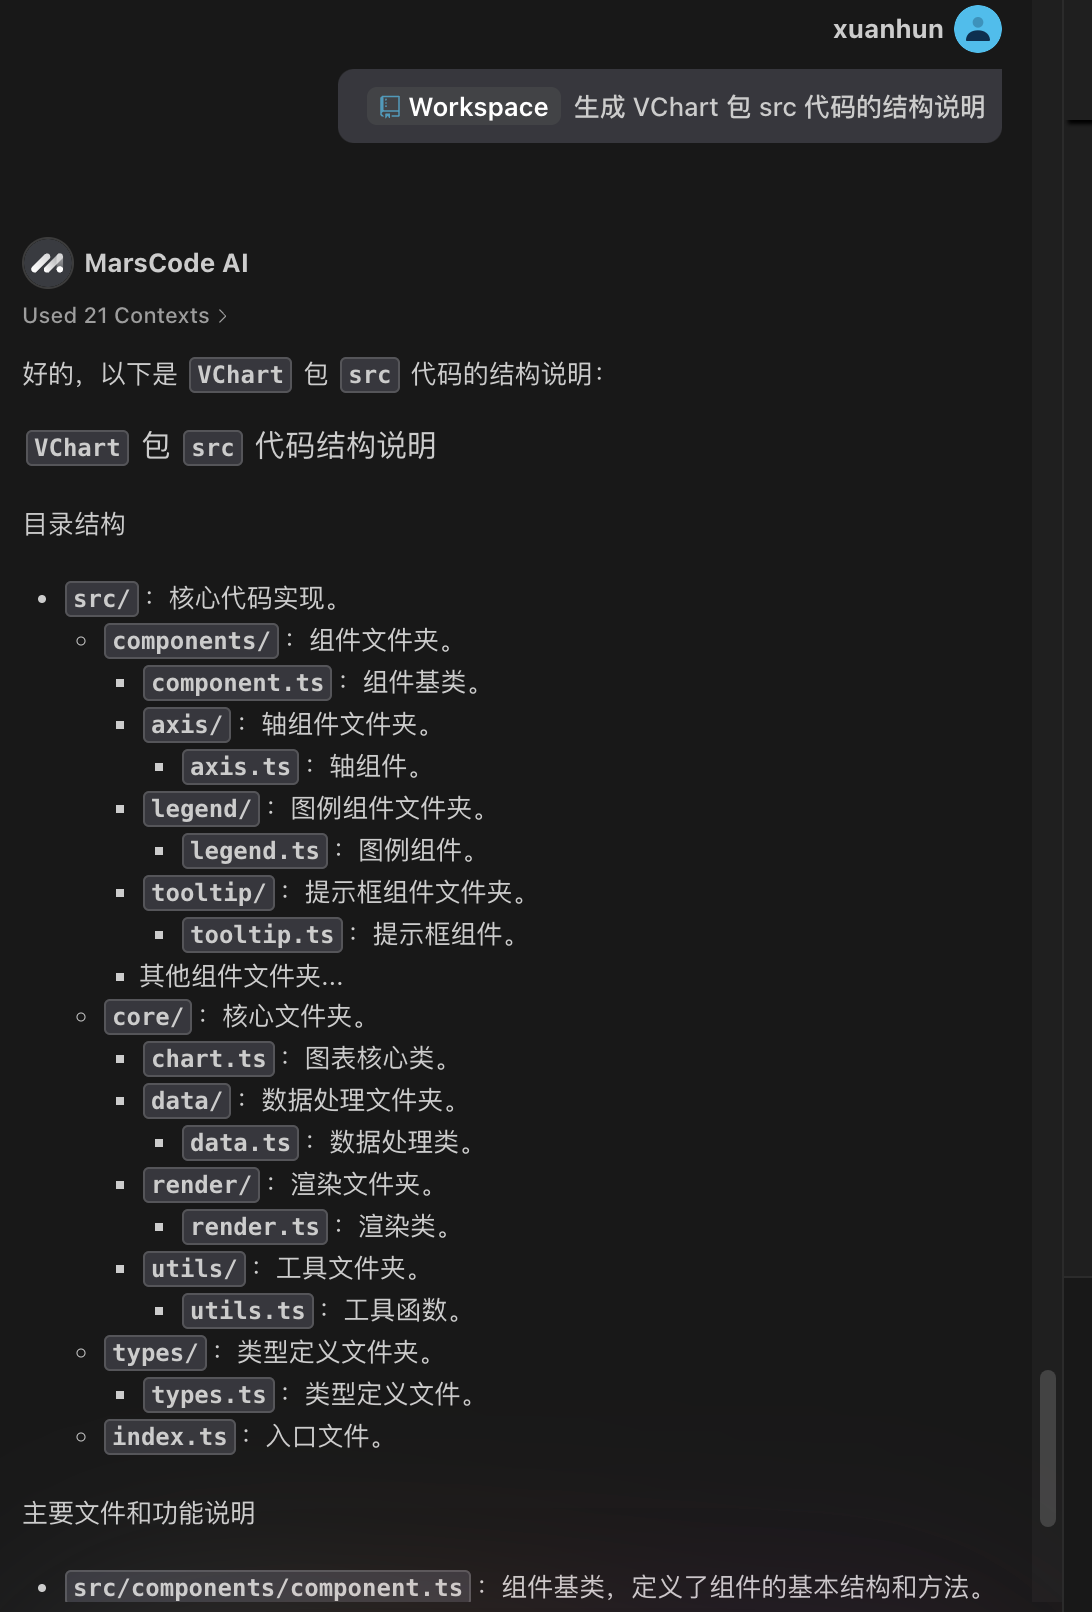 xuanhun
Workspace 生成 VChart 包 src 代码的结构说明
MarsCode AI
Used 21 Contexts >
好的，以下是 VChart 包 src 代码的结构说明：
VChart 包 src 代码结构说明
目录结构
• src/ ：核心代码实现。
◦ components/ ：组件文件夹。
▪ component.ts ：组件基类。
▪ axis/ ：轴组件文件夹。
▪ axis.ts ：轴组件。
▪ legend/ ：图例组件文件夹。
▪ legend.ts ：图例组件。
▪ tooltip/ ：提示框组件文件夹。
▪ tooltip.ts ：提示框组件。
▪ 其他组件文件夹...
◦ core/ ：核心文件夹。
▪ chart.ts ：图表核心类。
▪ data/ ：数据处理文件夹。
▪ data.ts ：数据处理类。
▪ render/ ：渲染文件夹。
▪ render.ts ：渲染类。
▪ utils/ ：工具文件夹。
▪ utils.ts ：工具函数。
◦ types/ ：类型定义文件夹。
▪ types.ts ：类型定义文件。
◦ index.ts ：入口文件。
主要文件和功能说明
• src/components/component.ts ：组件基类，定义了组件的基本结构和方法。